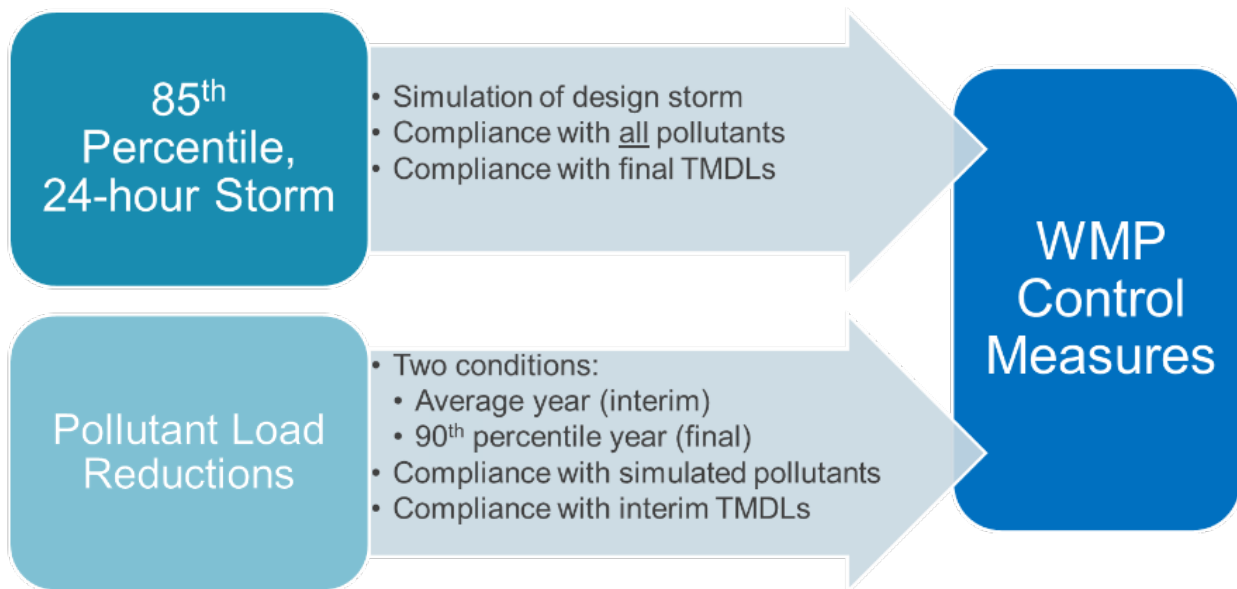 85th
Percentile,
24-hour Storm
• Simulation of design storm
• Compliance with all pollutants
• Compliance with final TMDLs
Pollutant Load
Reductions
• Two conditions:
• Average year (interim)
• 90th percentile year (final)
• Compliance with simulated pollutants
• Compliance with interim TMDLs
WMP
Control
Measures